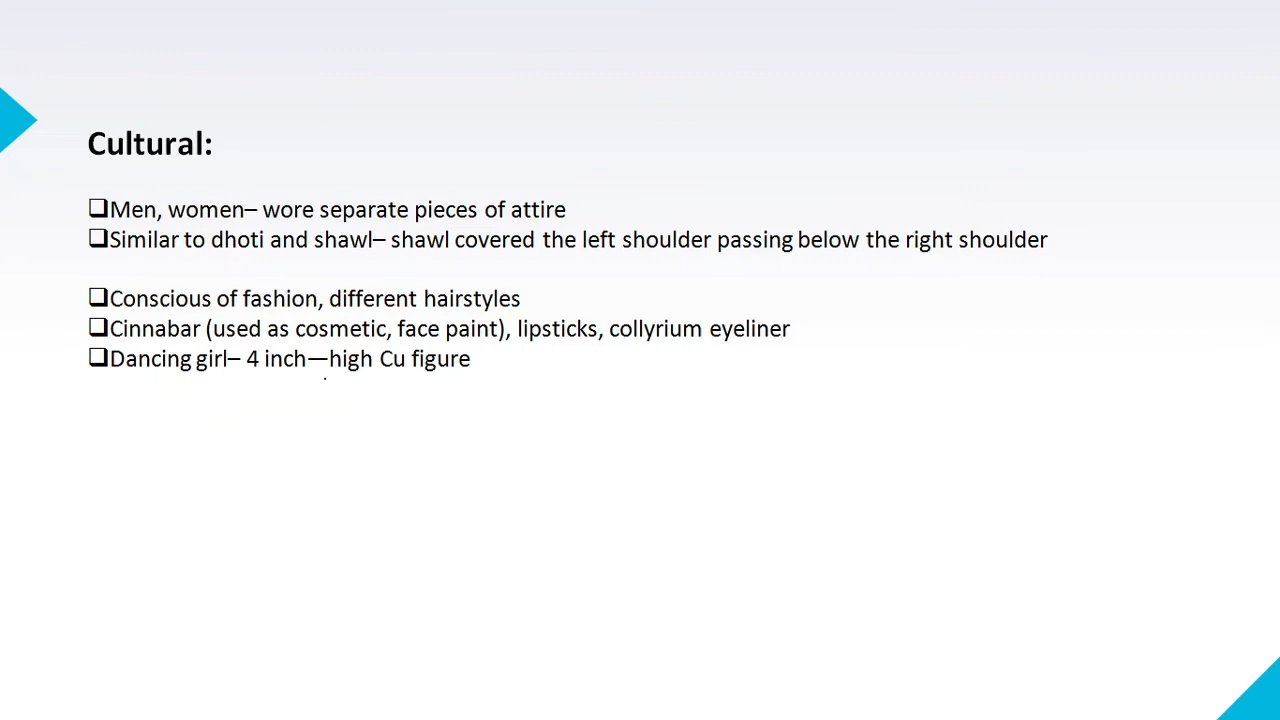 Cultural:
❑Men, women– wore separate pieces of attire
❑Similar to dhoti and shawl– shawl covered the left shoulder passing below the right shoulder
❑Conscious of fashion, different hairstyles
❑Cinnabar (used as cosmetic, face paint), lipsticks, collyrium eyeliner
❑Dancing girl– 4 inch—high Cu figure